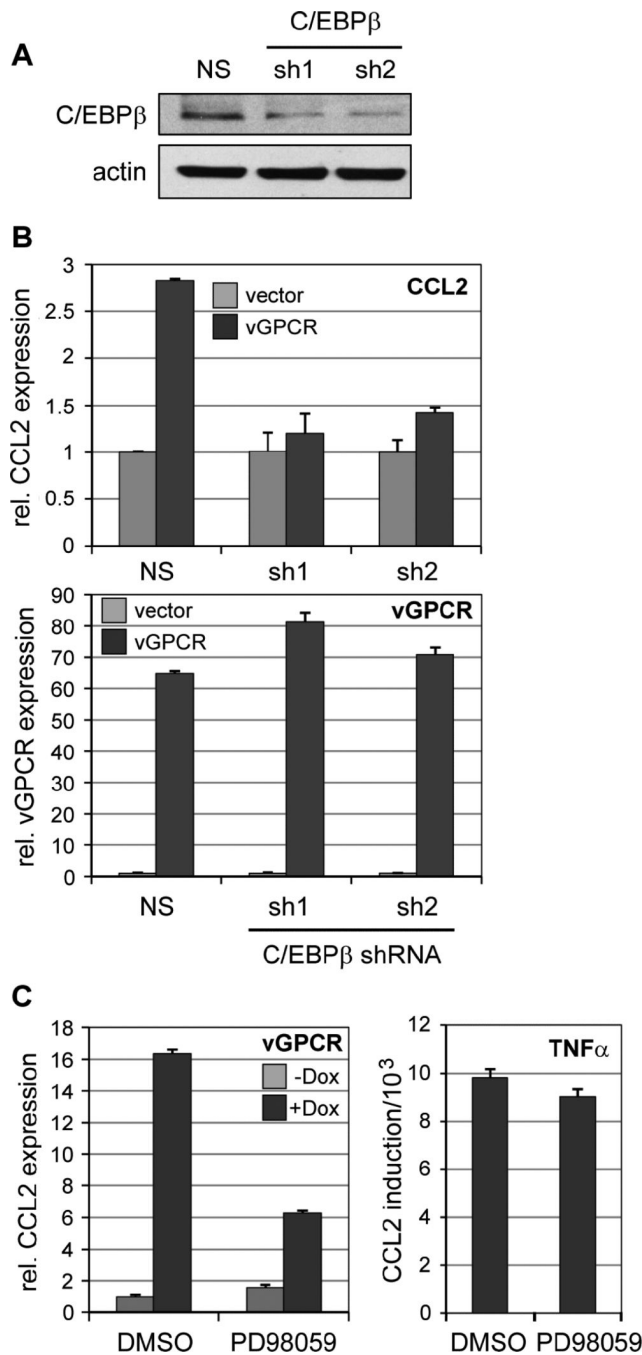 A
C/EBPβ
NS sh1 sh2
C/EBPβ
actin
B
rel. CCL2 expression
3
2.5
2
1.5
1
0.5
0
vector
vGPCR
CCL2
NS sh1 sh2
rel. vGPCR expression
90
80
70
60
50
40
30
20
10
0
vector
vGPCR
vGPCR
NS sh1 sh2
C/EBPβ shRNA
C
rel. CCL2 expression
18
16
14
12
10
8
6
4
2
0
vGPCR
-Dox
+Dox
DMSO PD98059
CCL2 induction/10³
12
10
8
6
4
2
0
TNFα
DMSO PD98059